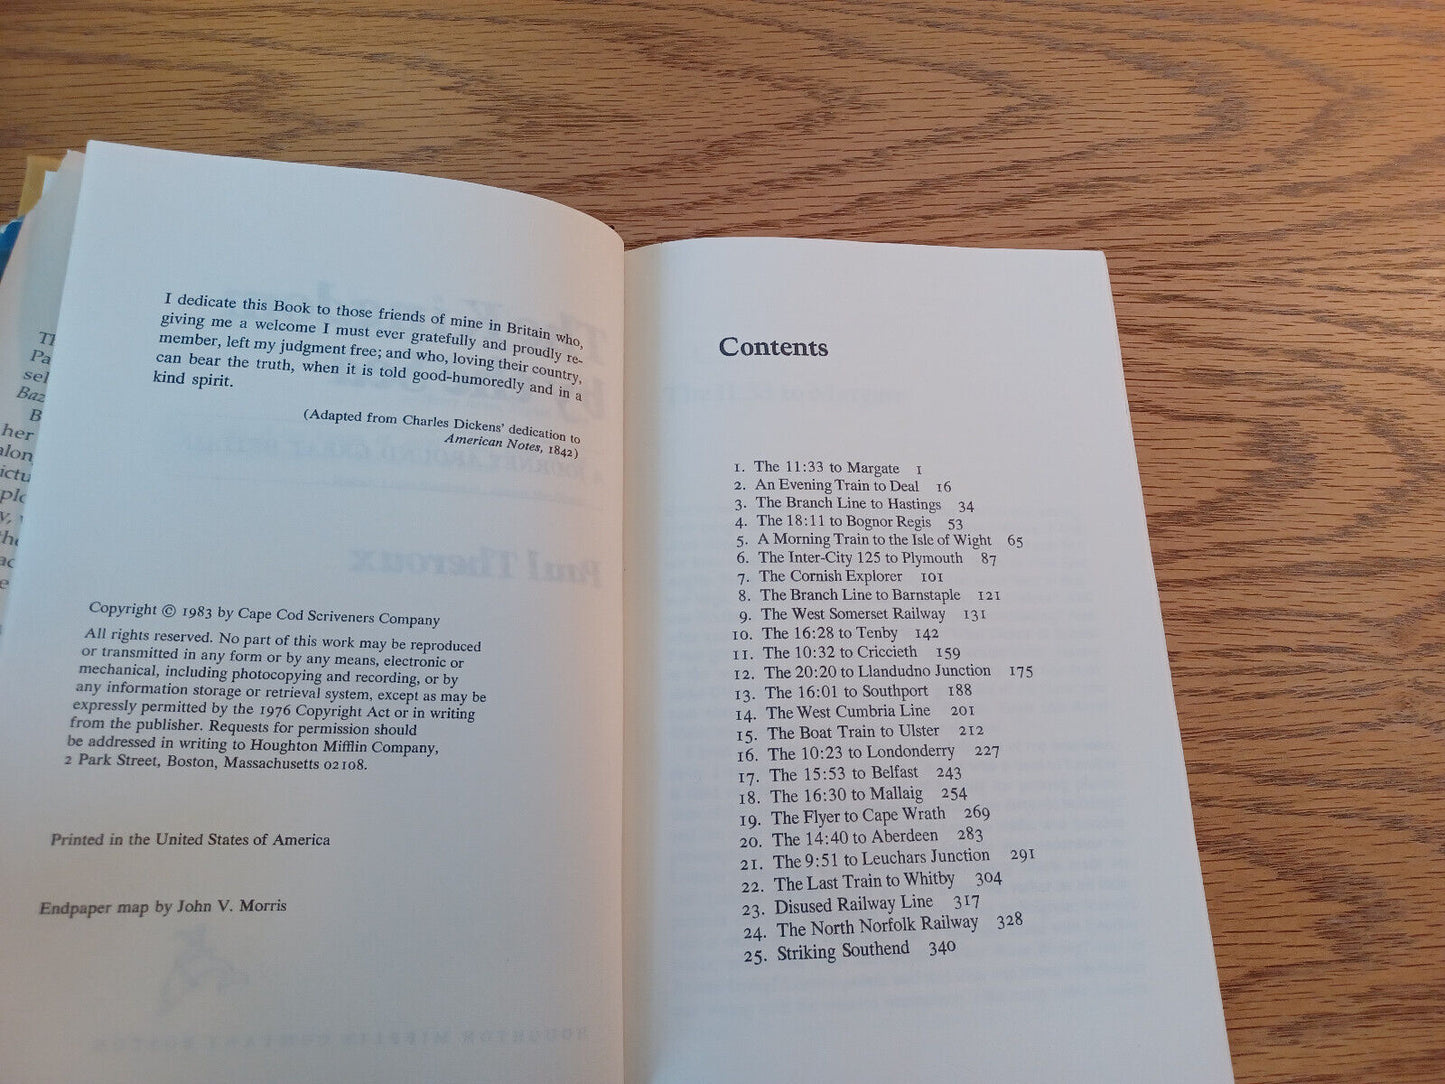 I dedicate this Book to those friends of mine in Britain who,
giving me a welcome I must ever gratefully and proudly re-
member, left my judgment free; and who, loving their country,
can bear the truth, when it is told good-humoredly and in a
kind spirit.
(Adapted from Charles Dickens' dedication to
American Notes, 1842)
Copyright © 1983 by Cape Cod Scriveners Company
All rights reserved. No part of this work may be reproduced
or transmitted in any form or by any means, electronic or
mechanical, including photocopying and recording, or by
any information storage or retrieval system, except as may be
expressly permitted by the 1976 Copyright Act or in writing
from the publisher. Requests for permission should
be addressed in writing to Houghton Mifflin Company,
2 Park Street, Boston, Massachusetts 02108.
Printed in the United States of America
Endpaper map by John V. Morris
Contents
1. The 11:33 to Margate 1
2. An Evening Train to Deal 16
3. The Branch Line to Hastings 34
4. The 18:11 to Bognor Regis 53
5. A Morning Train to the Isle of Wight 65
6. The Inter-City 125 to Plymouth 87
7. The Cornish Explorer 101
8. The Branch Line to Barnstaple 121
9. The West Somerset Railway 131
10. The 16:28 to Tenby 142
11. The 10:32 to Criccieth 159
12. The 20:20 to Llandudno Junction 175
13. The 16:01 to Southport 188
14. The West Cumbria Line 201
15. The Boat Train to Ulster 212
16. The 10:23 to Londonderry 227
17. The 15:53 to Belfast 243
18. The 16:30 to Mallaig 254
19. The Flyer to Cape Wrath 269
20. The 14:40 to Aberdeen 283
21. The 9:51 to Leuchars Junction 291
22. The Last Train to Whitby 304
23. Disused Railway Line 317
24. The North Norfolk Railway 328
25. Striking Southend 340